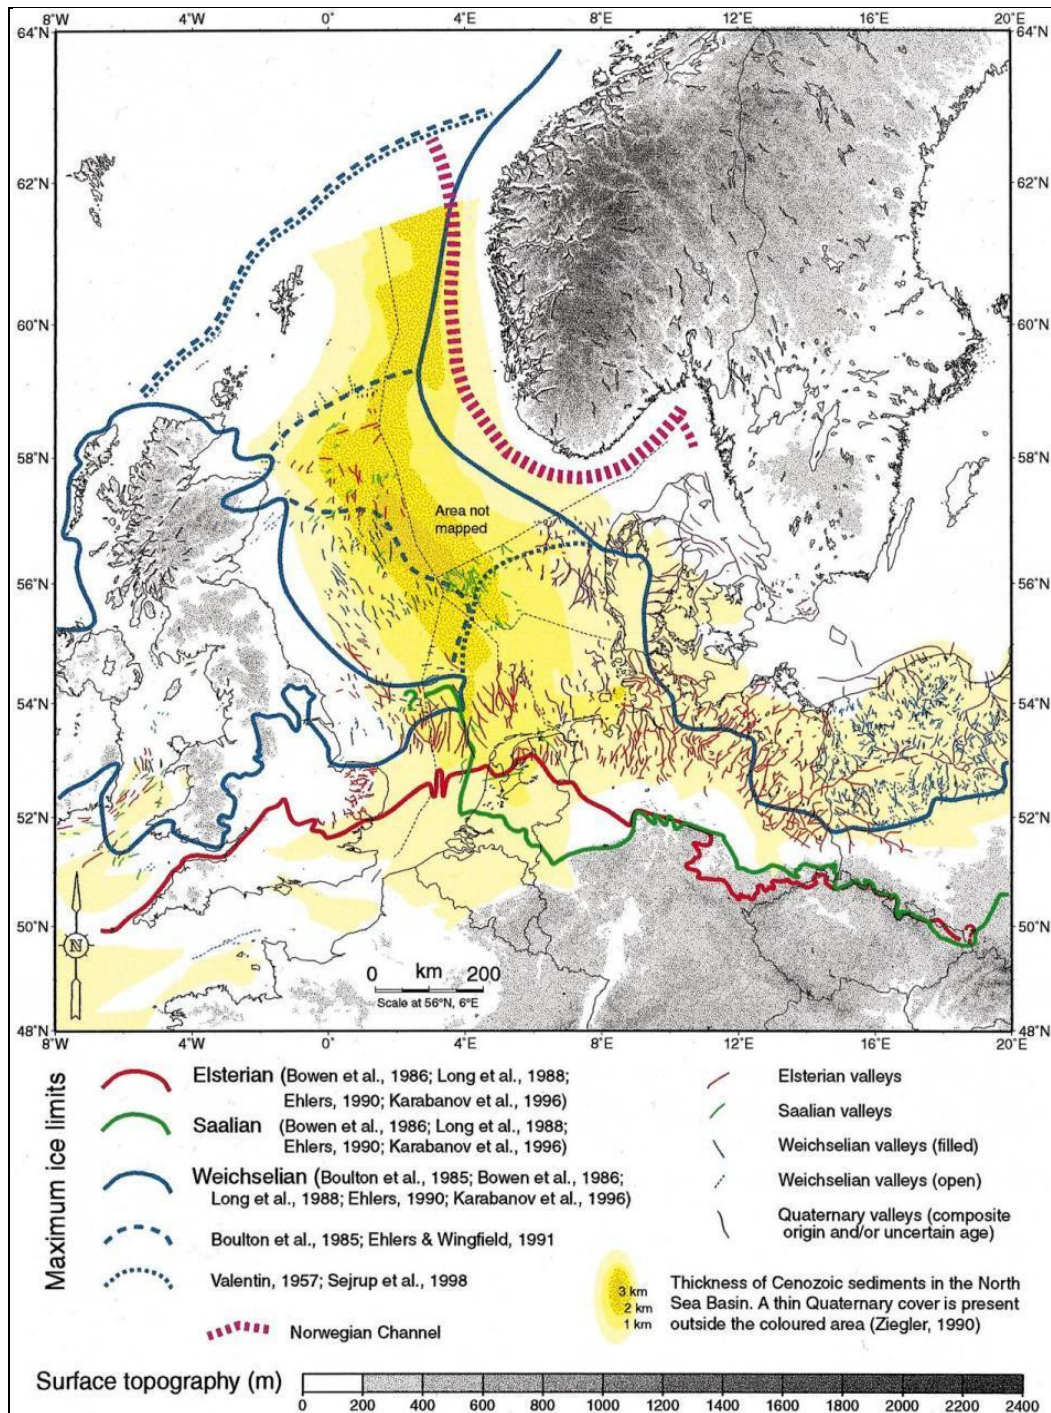 8°W 4°W 0° 4°E 8°E 12°E 16°E 20°E
64°N 64°N
62°N 62°N
60°N 60°N
58°N 58°N
Area not
mapped
56°N 56°N
54°N 54°N
?
52°N 52°N
50°N 50°N
?
N
0 km 200
Scale at 56°N, 6°E
48°N 48°N
8°W 4°W 0° 4°E 8°E 12°E 16°E 20°E
Maximum ice limits
Elsterian (Bowen et al., 1986; Long et al., 1988;
Ehlers, 1990; Karabanov et al., 1996)
Saalian (Bowen et al., 1986; Long et al., 1988;
Ehlers, 1990; Karabanov et al., 1996)
Weichselian (Boulton et al., 1985; Bowen et al., 1986;
Long et al., 1988; Ehlers, 1990; Karabanov et al., 1996)
Boulton et al., 1985; Ehlers & Wingfield, 1991
Valentin, 1957; Sejrup et al., 1998
Norwegian Channel
Elsterian valleys
Saalian valleys
Weichselian valleys (filled)
Weichselian valleys (open)
Quaternary valleys (composite
origin and/or uncertain age)
3 km
2 km
1 km
Thickness of Cenozoic sediments in the North
Sea Basin. A thin Quaternary cover is present
outside the coloured area (Ziegler, 1990)
Surface topography (m)
0 200 400 600 800 1000 1200 1400 1600 1800 2000 2200 2400